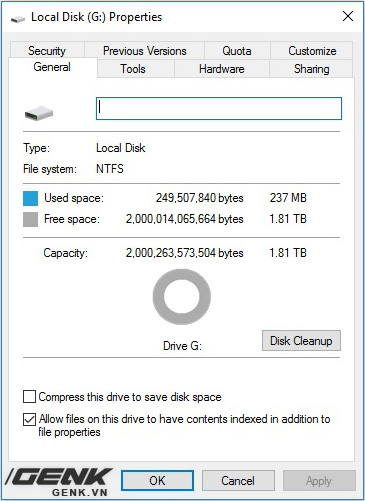 Local Disk (G:) Properties
Security Previous Versions Quota Customize
General Tools Hardware Sharing
Type: Local Disk
File system: NTFS
Used space: 249,507,840 bytes 237 MB
Free space: 2,000,014,065,664 bytes 1.81 TB
Capacity: 2,000,263,573,504 bytes 1.81 TB
Drive G: Disk Cleanup
Compress this drive to save disk space
Allow files on this drive to have contents indexed in addition to
file properties
OK Cancel Apply
GENK
GENK.VN